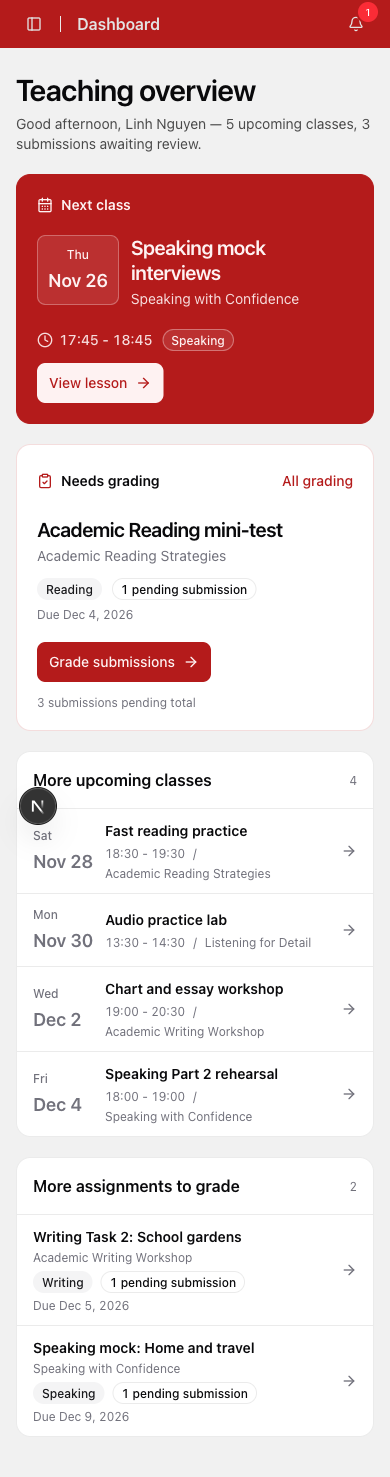 Dashboard
1
Teaching overview
Good afternoon, Linh Nguyen — 5 upcoming classes, 3
submissions awaiting review.
Next class
Thu
Nov 26
Speaking mock
interviews
Speaking with Confidence
17:45 - 18:45
Speaking
View lesson
Needs grading
All grading
Academic Reading mini-test
Academic Reading Strategies
Reading
1 pending submission
Due Dec 4, 2026
Grade submissions
3 submissions pending total
More upcoming classes
4
N
Sat
Nov 28
Fast reading practice
18:30 - 19:30 /
Academic Reading Strategies
Mon
Nov 30
Audio practice lab
13:30 - 14:30 / Listening for Detail
Wed
Dec 2
Chart and essay workshop
19:00 - 20:30 /
Academic Writing Workshop
Fri
Dec 4
Speaking Part 2 rehearsal
18:00 - 19:00 /
Speaking with Confidence
More assignments to grade
2
Writing Task 2: School gardens
Academic Writing Workshop
Writing
1 pending submission
Due Dec 5, 2026
Speaking mock: Home and travel
Speaking with Confidence
Speaking
1 pending submission
Due Dec 9, 2026